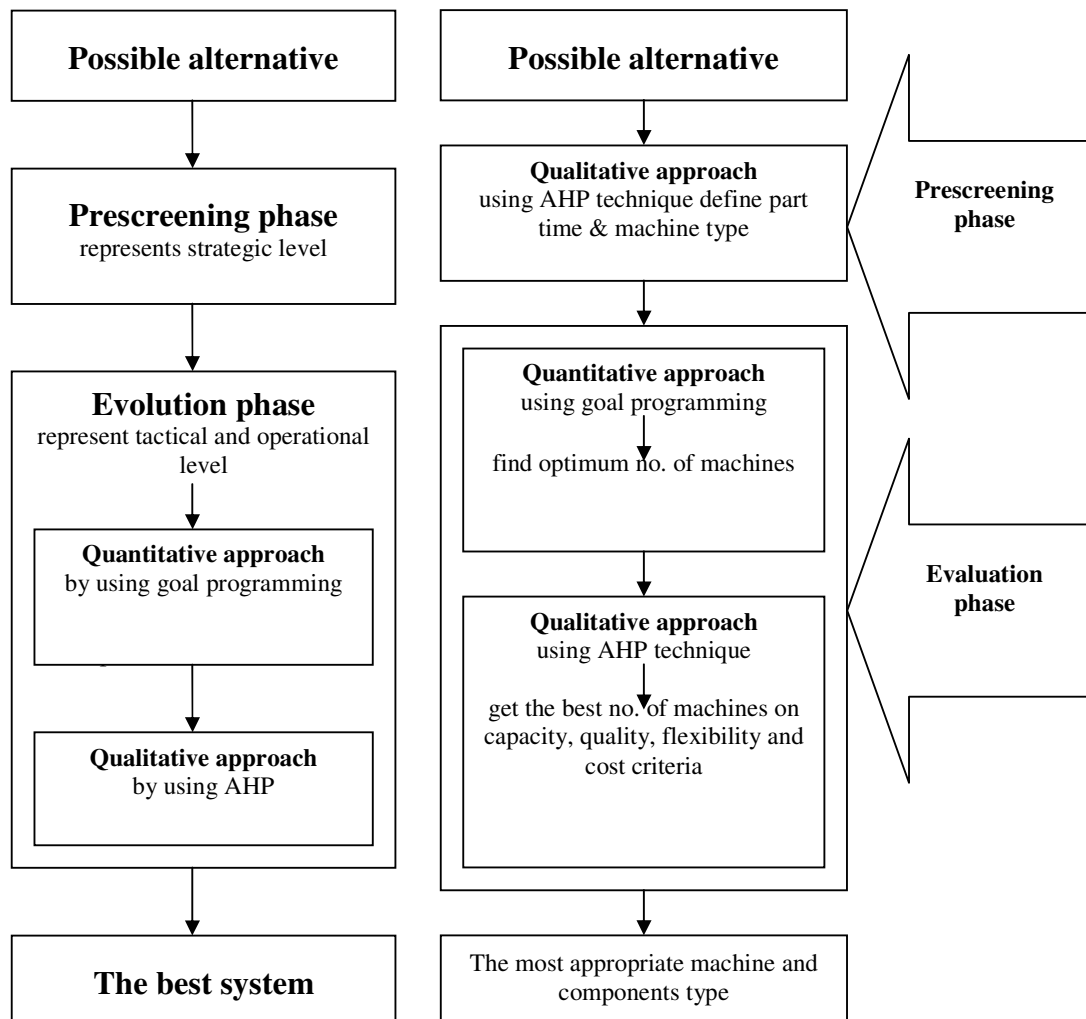 Possible alternative
Prescreening phase
represents strategic level
Evolution phase
represent tactical and operational
level
Quantitative approach
by using goal programming
Qualitative approach
by using AHP
The best system
Possible alternative
Qualitative approach
using AHP technique define part
time & machine type
Quantitative approach
using goal programming
find optimum no. of machines
Qualitative approach
using AHP technique
get the best no. of machines on
capacity, quality, flexibility and
cost criteria
The most appropriate machine and
components type
Prescreening
phase
Evaluation
phase